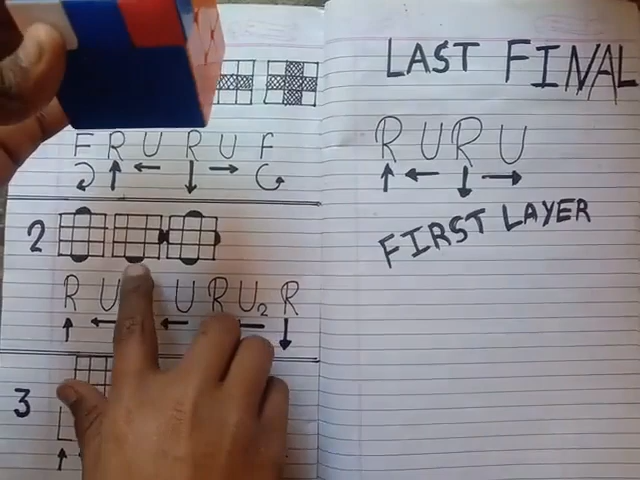 LAST FINAL
F R U R U F
R U R U
FIRST LAYER
2
R U U R U2 R
3